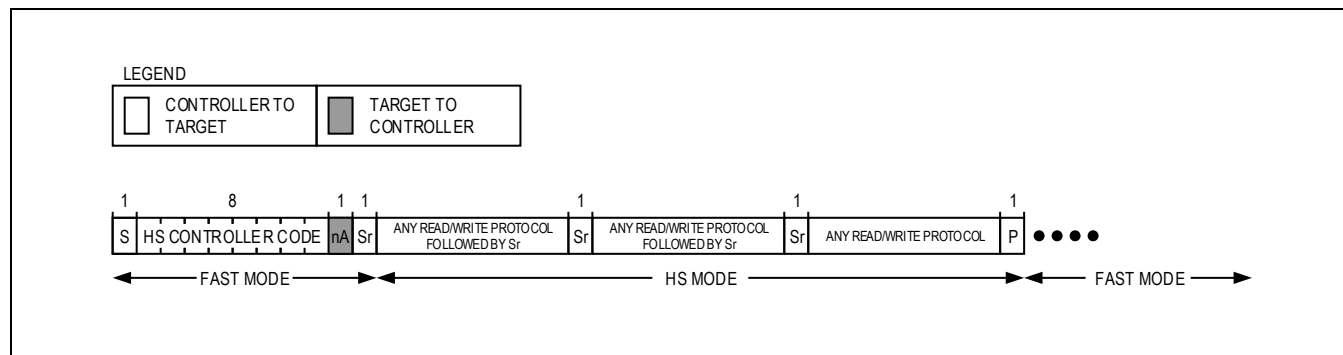 LEGEND
CONTROLLER TO
TARGET
TARGET TO
CONTROLLER
1 8 1 1 1 1 1
S HS CONTROLLER CODE nA Sr ANY READ/WRITE PROTOCOL FOLLOWED BY Sr Sr ANY READ/WRITE PROTOCOL FOLLOWED BY Sr Sr ANY READ/WRITE PROTOCOL P
FAST MODE HS MODE FAST MODE